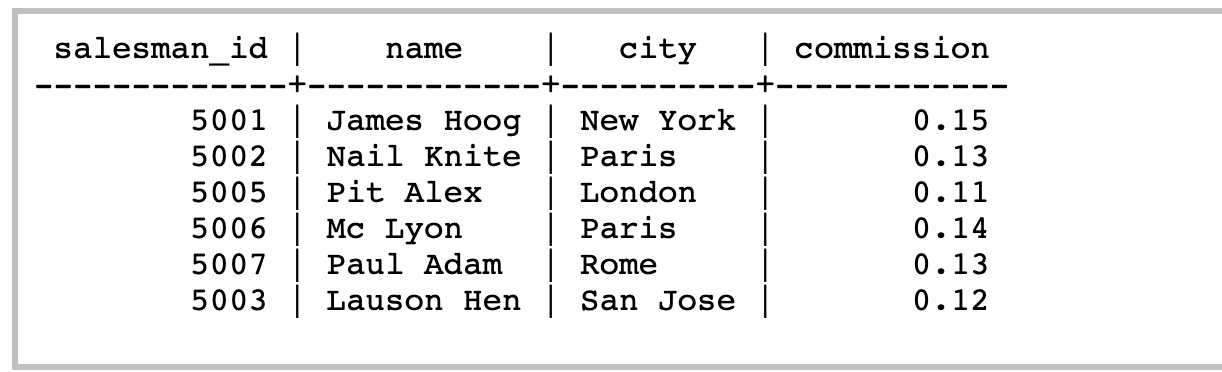 salesman_id | name | city | commission
-------------+------------+----------+------------
5001 | James Hoog | New York | 0.15
5002 | Nail Knite | Paris | 0.13
5005 | Pit Alex | London | 0.11
5006 | Mc Lyon | Paris | 0.14
5007 | Paul Adam | Rome | 0.13
5003 | Lauson Hen | San Jose | 0.12